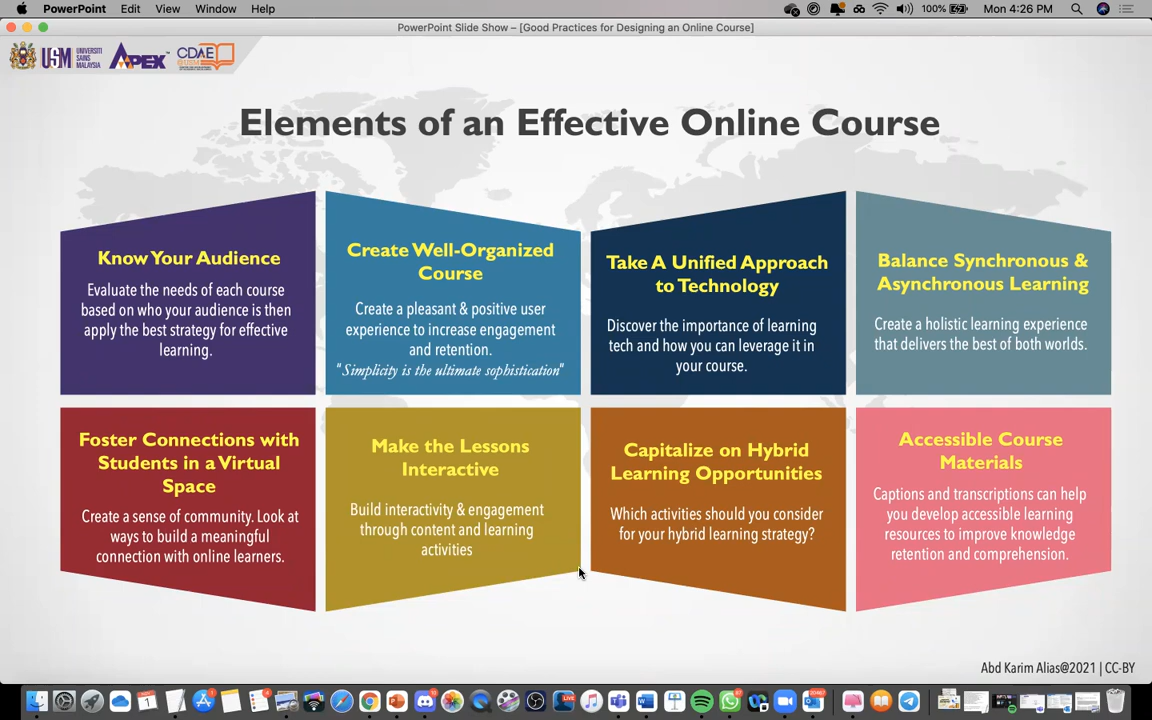 PowerPoint Edit View Window Help 100% Mon 4:26 PM
PowerPoint Slide Show – [Good Practices for Designing an Online Course]
USM UNIVERSITI SAINS MALAYSIA APEX™ CDAE
Elements of an Effective Online Course
Know Your Audience
Evaluate the needs of each course
based on who your audience is then
apply the best strategy for effective
learning.
Create Well-Organized
Course
Create a pleasant & positive user
experience to increase engagement
and retention.
"Simplicity is the ultimate sophistication"
Take A Unified Approach
to Technology
Discover the importance of learning
tech and how you can leverage it in
your course.
Balance Synchronous &
Asynchronous Learning
Create a holistic learning experience
that delivers the best of both worlds.
Foster Connections with
Students in a Virtual
Space
Create a sense of community. Look at
ways to build a meaningful
connection with online learners.
Make the Lessons
Interactive
Build interactivity & engagement
through content and learning
activities
Capitalize on Hybrid
Learning Opportunities
Which activities should you consider
for your hybrid learning strategy?
Accessible Course
Materials
Captions and transcriptions can help
you develop accessible learning
resources to improve knowledge
retention and comprehension.
Abd Karim Alias@2021 | CC-BY